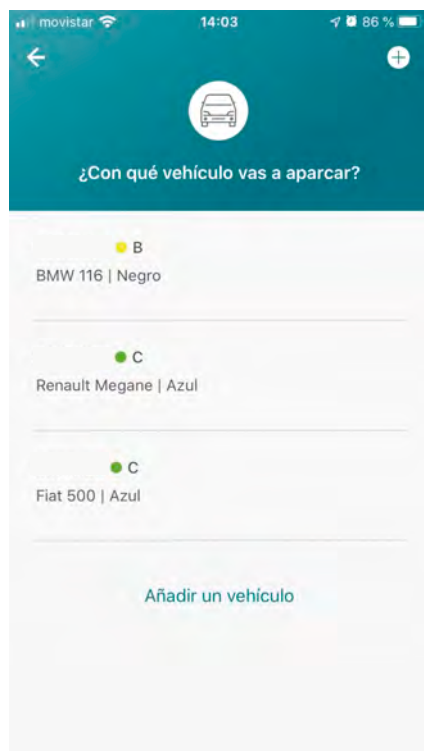 movistar 14:03 86 %
¿Con qué vehículo vas a aparcar?
B
BMW 116 | Negro
C
Renault Megane | Azul
C
Fiat 500 | Azul
Añadir un vehículo